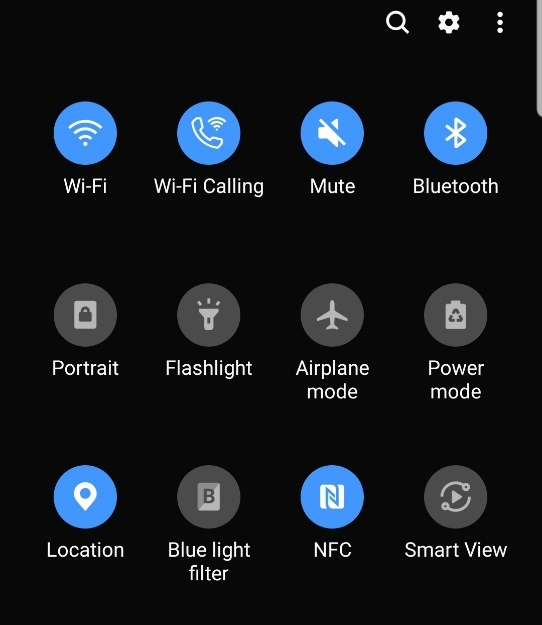 Wi-Fi
Wi-Fi Calling
Mute
Bluetooth
Portrait
Flashlight
Airplane
mode
Power
mode
Location
Blue light
filter
NFC
Smart View